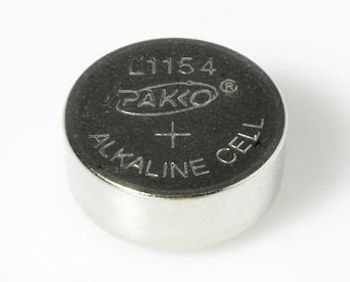 L1154
PAKKO®
+
ALKALINE CELL